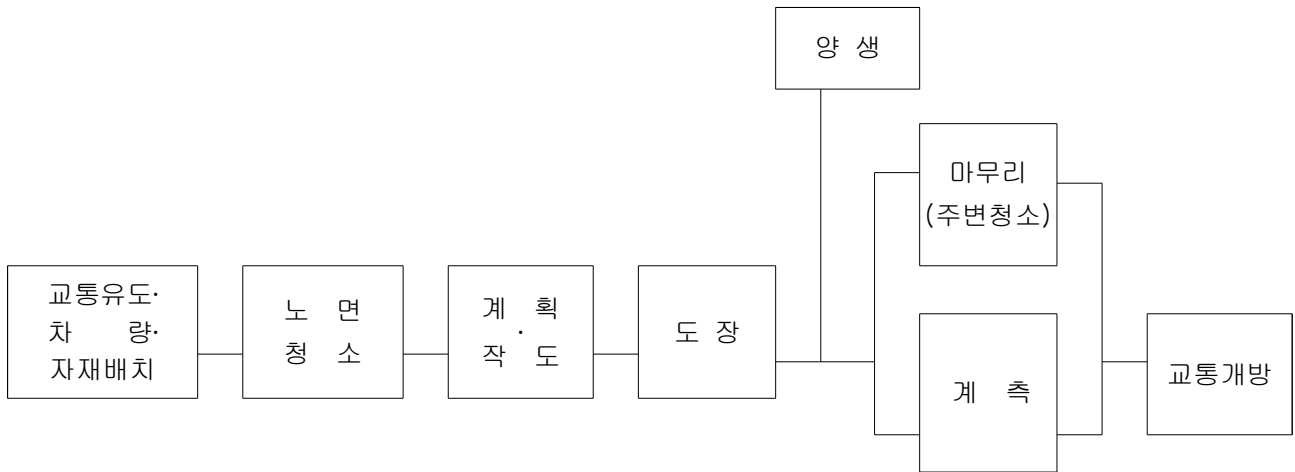 양 생
마무리
(주변청소)
교통유도·
차 량·
자재배치
노 면
청 소
계 획
·
작 도
도 장
계 측
교통개방